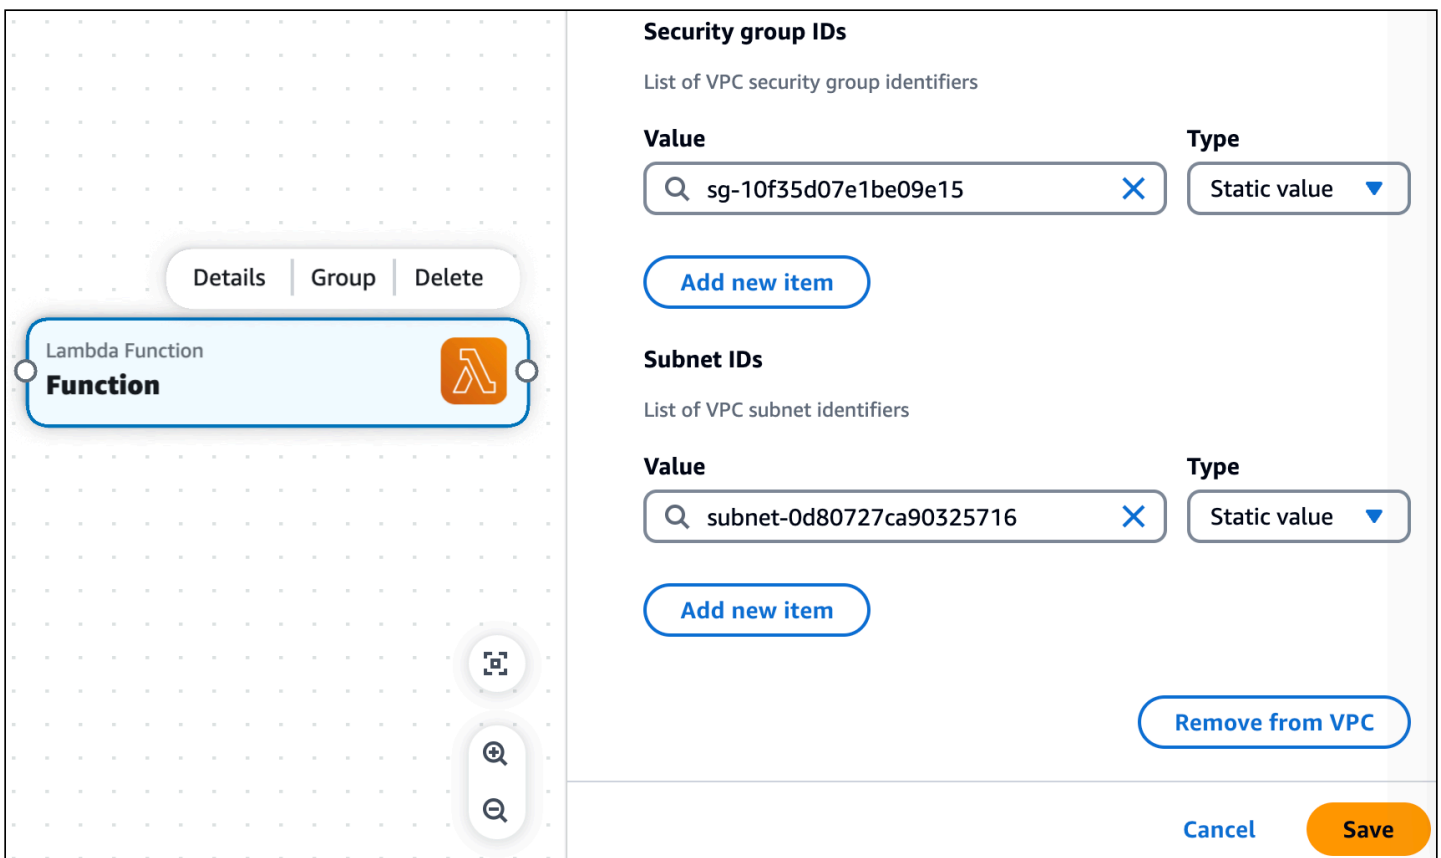 Security group IDs
List of VPC security group identifiers
Value
Type
sg-10f35d07e1be09e15
Static value
Add new item
Details
Group
Delete
Lambda Function
Function
Subnet IDs
List of VPC subnet identifiers
Value
Type
subnet-0d80727ca90325716
Static value
Add new item
Remove from VPC
Cancel
Save